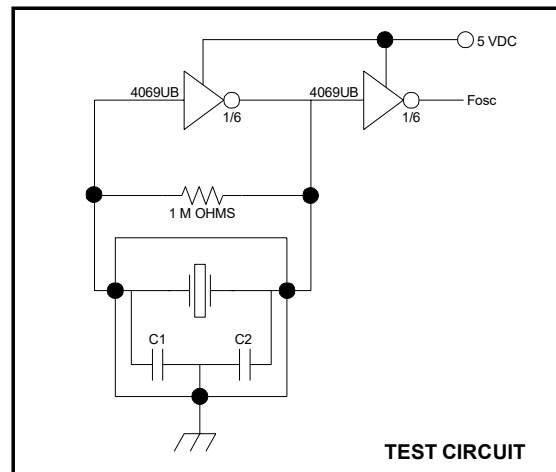 5 VDC
4069UB
4069UB
Fosc
1/6
1/6
1 M OHMS
C1
C2
TEST CIRCUIT